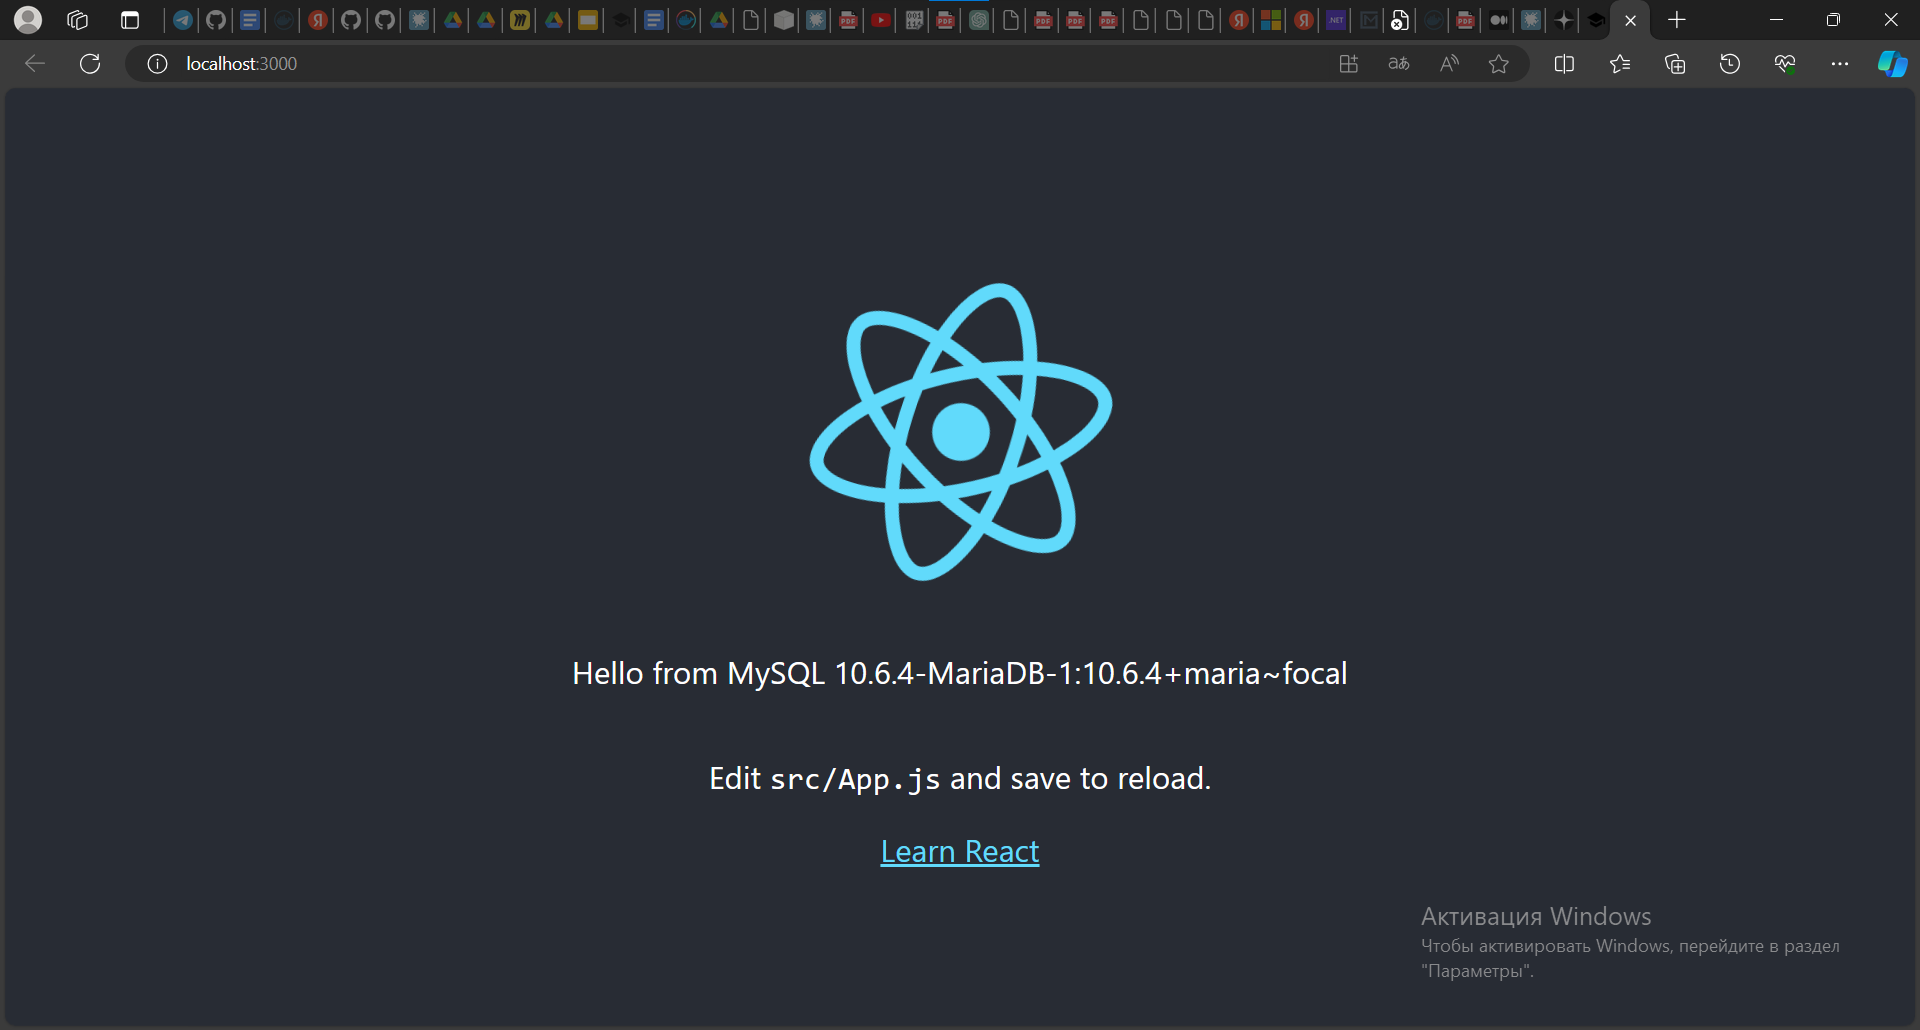 localhost:3000
Hello from MySQL 10.6.4-MariaDB-1:10.6.4+maria~focal
Edit src/App.js and save to reload.
Learn React
Активация Windows
Чтобы активировать Windows, перейдите в раздел
"Параметры".